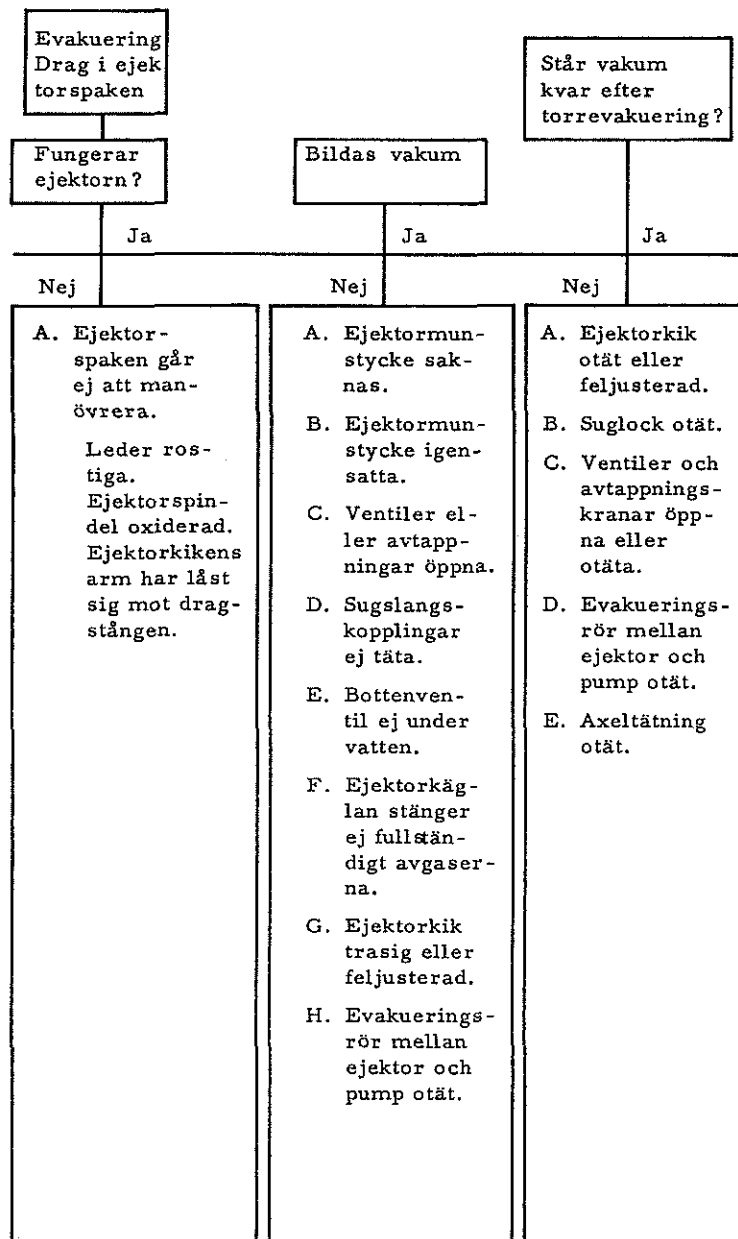 Evakuering
Drag i ejek
torspaken
Fungerar
ejektorn?
Ja
Nej
A. Ejektor-
spaken går
ej att man-
övrera.
Leder ros-
tiga.
Ejektorspin-
del oxiderad.
Ejektorkikens
arm har låst
sig mot drag-
stången.
Bildas vakum
Ja
Nej
A. Ejektormun-
stycke sak-
nas.
B. Ejektormun-
stycke igen-
satta.
C. Ventiler el-
ler avtapp-
ningar öppna.
D. Sugslangs-
kopplingar
ej täta.
E. Bottenven-
til ej under
vatten.
F. Ejektorkäg-
lan stänger
ej fullstän-
digt avgaser-
na.
G. Ejektorkik
trasig eller
feljusterad.
H. Evakuerings-
rör mellan
ejektor och
pump otät.
Står vakum
kvar efter
torrevakuering?
Ja
Nej
A. Ejektorkik
otät eller
feljusterad.
B. Suglock otät.
C. Ventiler och
avtappnings-
kranar öpp-
na eller
otäta.
D. Evakuerings-
rör mellan
ejektor och
pump otät.
E. Axeltätning
otät.